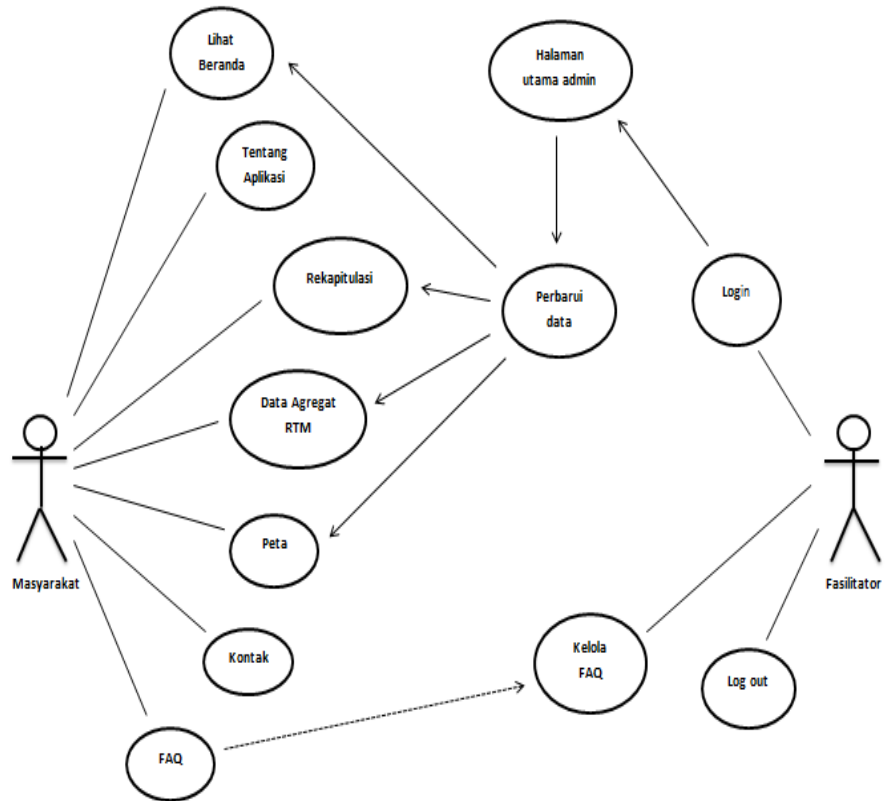 Lihat
Beranda
Halaman
utama admin
Tentang
Aplikasi
Rekapitulasi
Perbarui
data
Login
Data Agregat
RTM
Peta
Masyarakat
Fasilitator
Kontak
Kelola
FAQ
Log out
FAQ